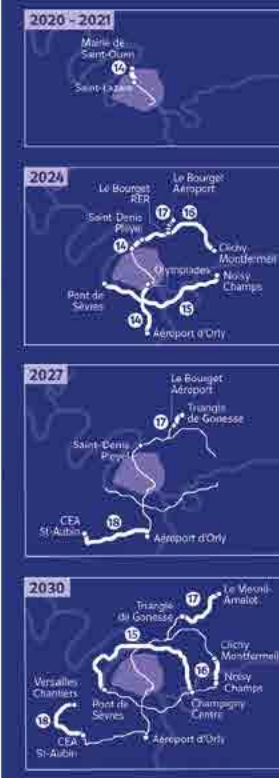 2020 - 2021
Mairie de
Saint-Ouen
14
Saint-Lazare
2024
Le Bourget
RER
Le Bourget
Aéroport
Saint-Denis
Pleyel
17
16
14
Clichy
Montfermeil
Olympiades
Noisy
Champs
Pont de
Sèvres
15
14
Aéroport d'Orly
2027
Le Bourget
Aéroport
17
Triangle
de Gonesse
Saint-Denis
Pleyel
CEA
St-Aubin
18
Aéroport d'Orly
2030
17
Le Mesnil-
Amelot
Triangle
de Gonesse
15
Clichy
Montfermeil
16
Noisy
Champs
Versailles
Chantiers
18
Pont de
Sèvres
Champigny
Centre
CEA
St-Aubin
Aéroport d'Orly